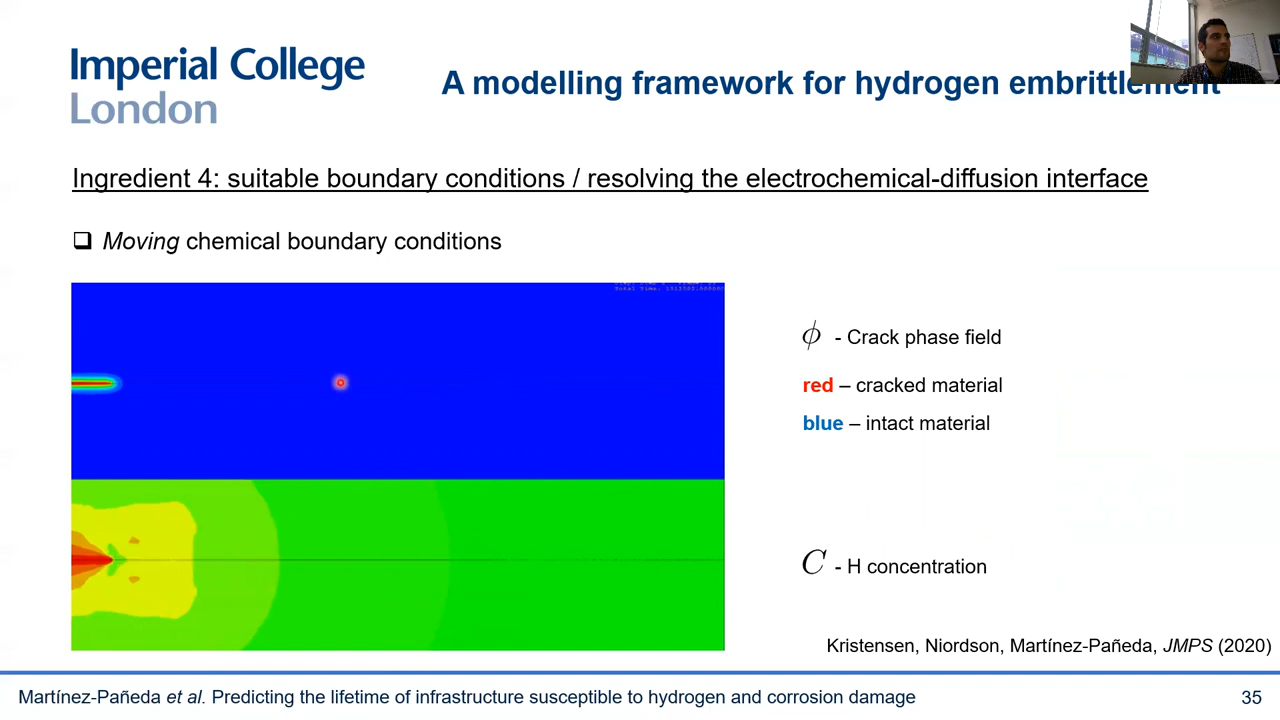 Imperial College
London
A modelling framework for hydrogen embrittlement
Ingredient 4: suitable boundary conditions / resolving the electrochemical-diffusion interface
❑ Moving chemical boundary conditions
ϕ - Crack phase field
red – cracked material
blue – intact material
C - H concentration
Kristensen, Niordson, Martínez-Pañeda, JMPS (2020)
Martínez-Pañeda et al. Predicting the lifetime of infrastructure susceptible to hydrogen and corrosion damage
35